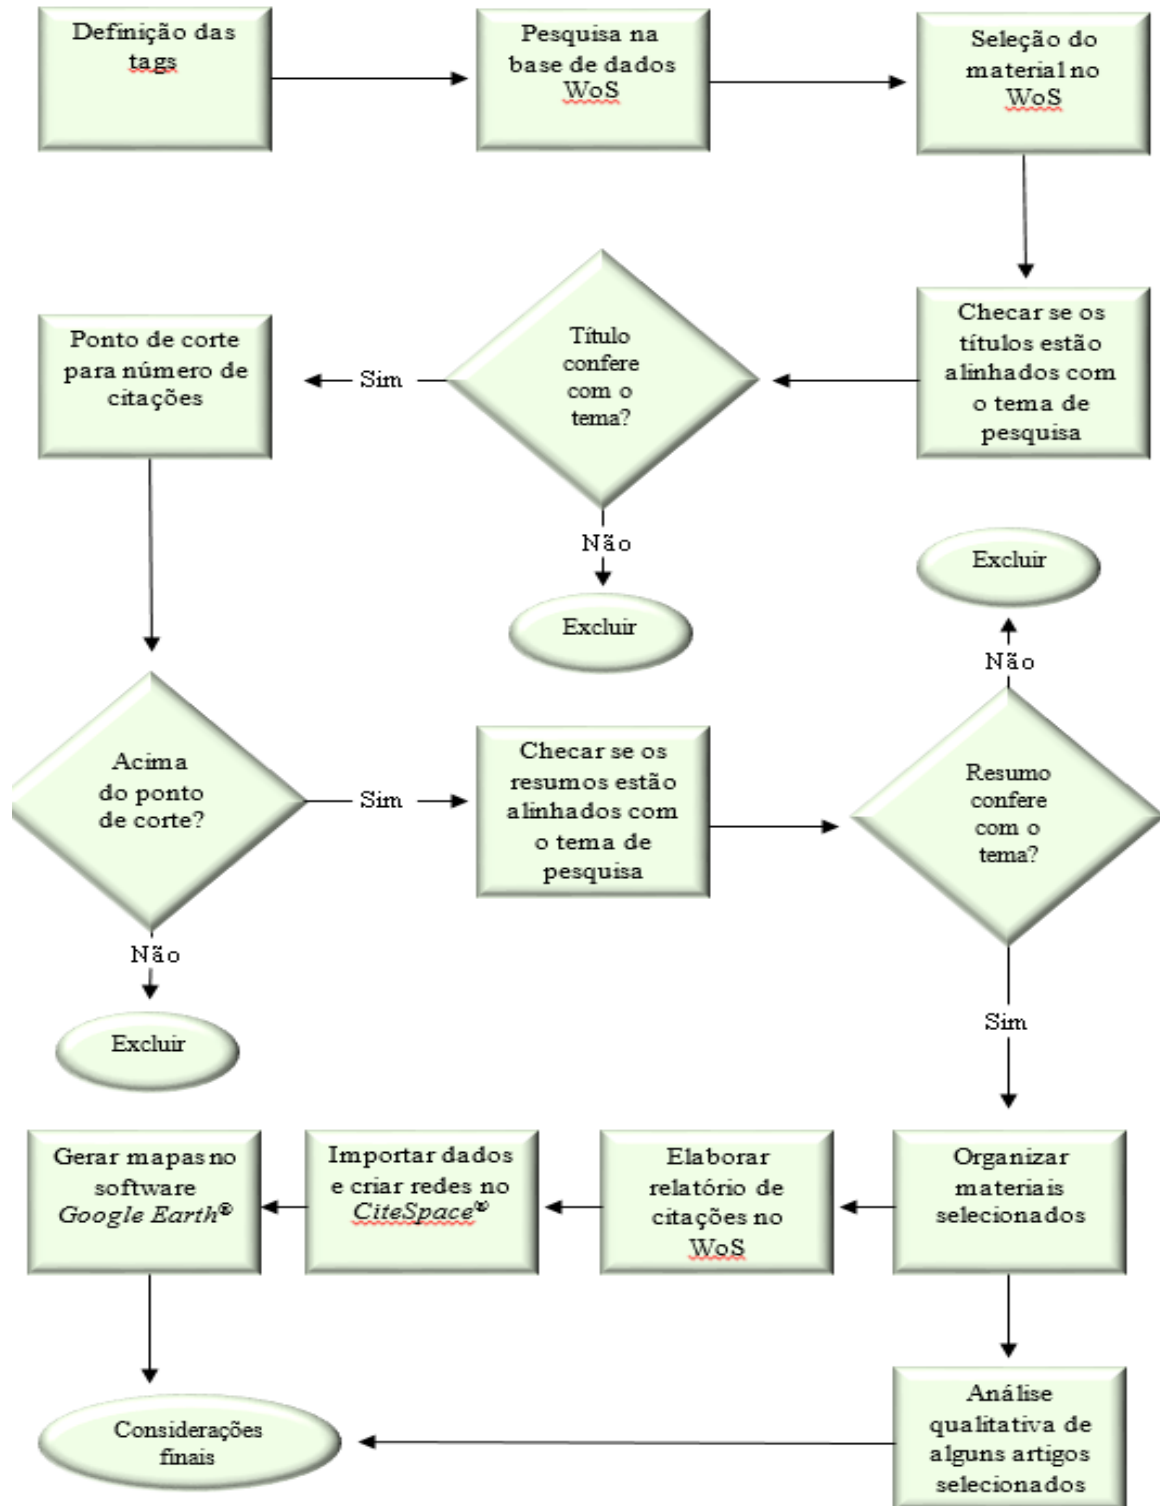 Definição das
tags
Pesquisa na
base de dados
WoS
Seleção do
material no
WoS
Checar se os
títulos estão
alinhados com
o tema de
pesquisa
Título
confere
com o
tema?
Sim
Ponto de corte
para número de
citações
Não
Excluir
Excluir
Não
Acima
do ponto
de corte?
Sim
Checar se os
resumos estão
alinhados com
o tema de
pesquisa
Resumo
confere
com o
tema?
Não
Excluir
Sim
Gerar mapas no
software
Google Earth®
Importar dados
e criar redes no
CiteSpace®
Elaborar
relatório de
citações no
WoS
Organizar
materiais
selecionados
Análise
qualitativa de
alguns artigos
selecionados
Considerações
finais